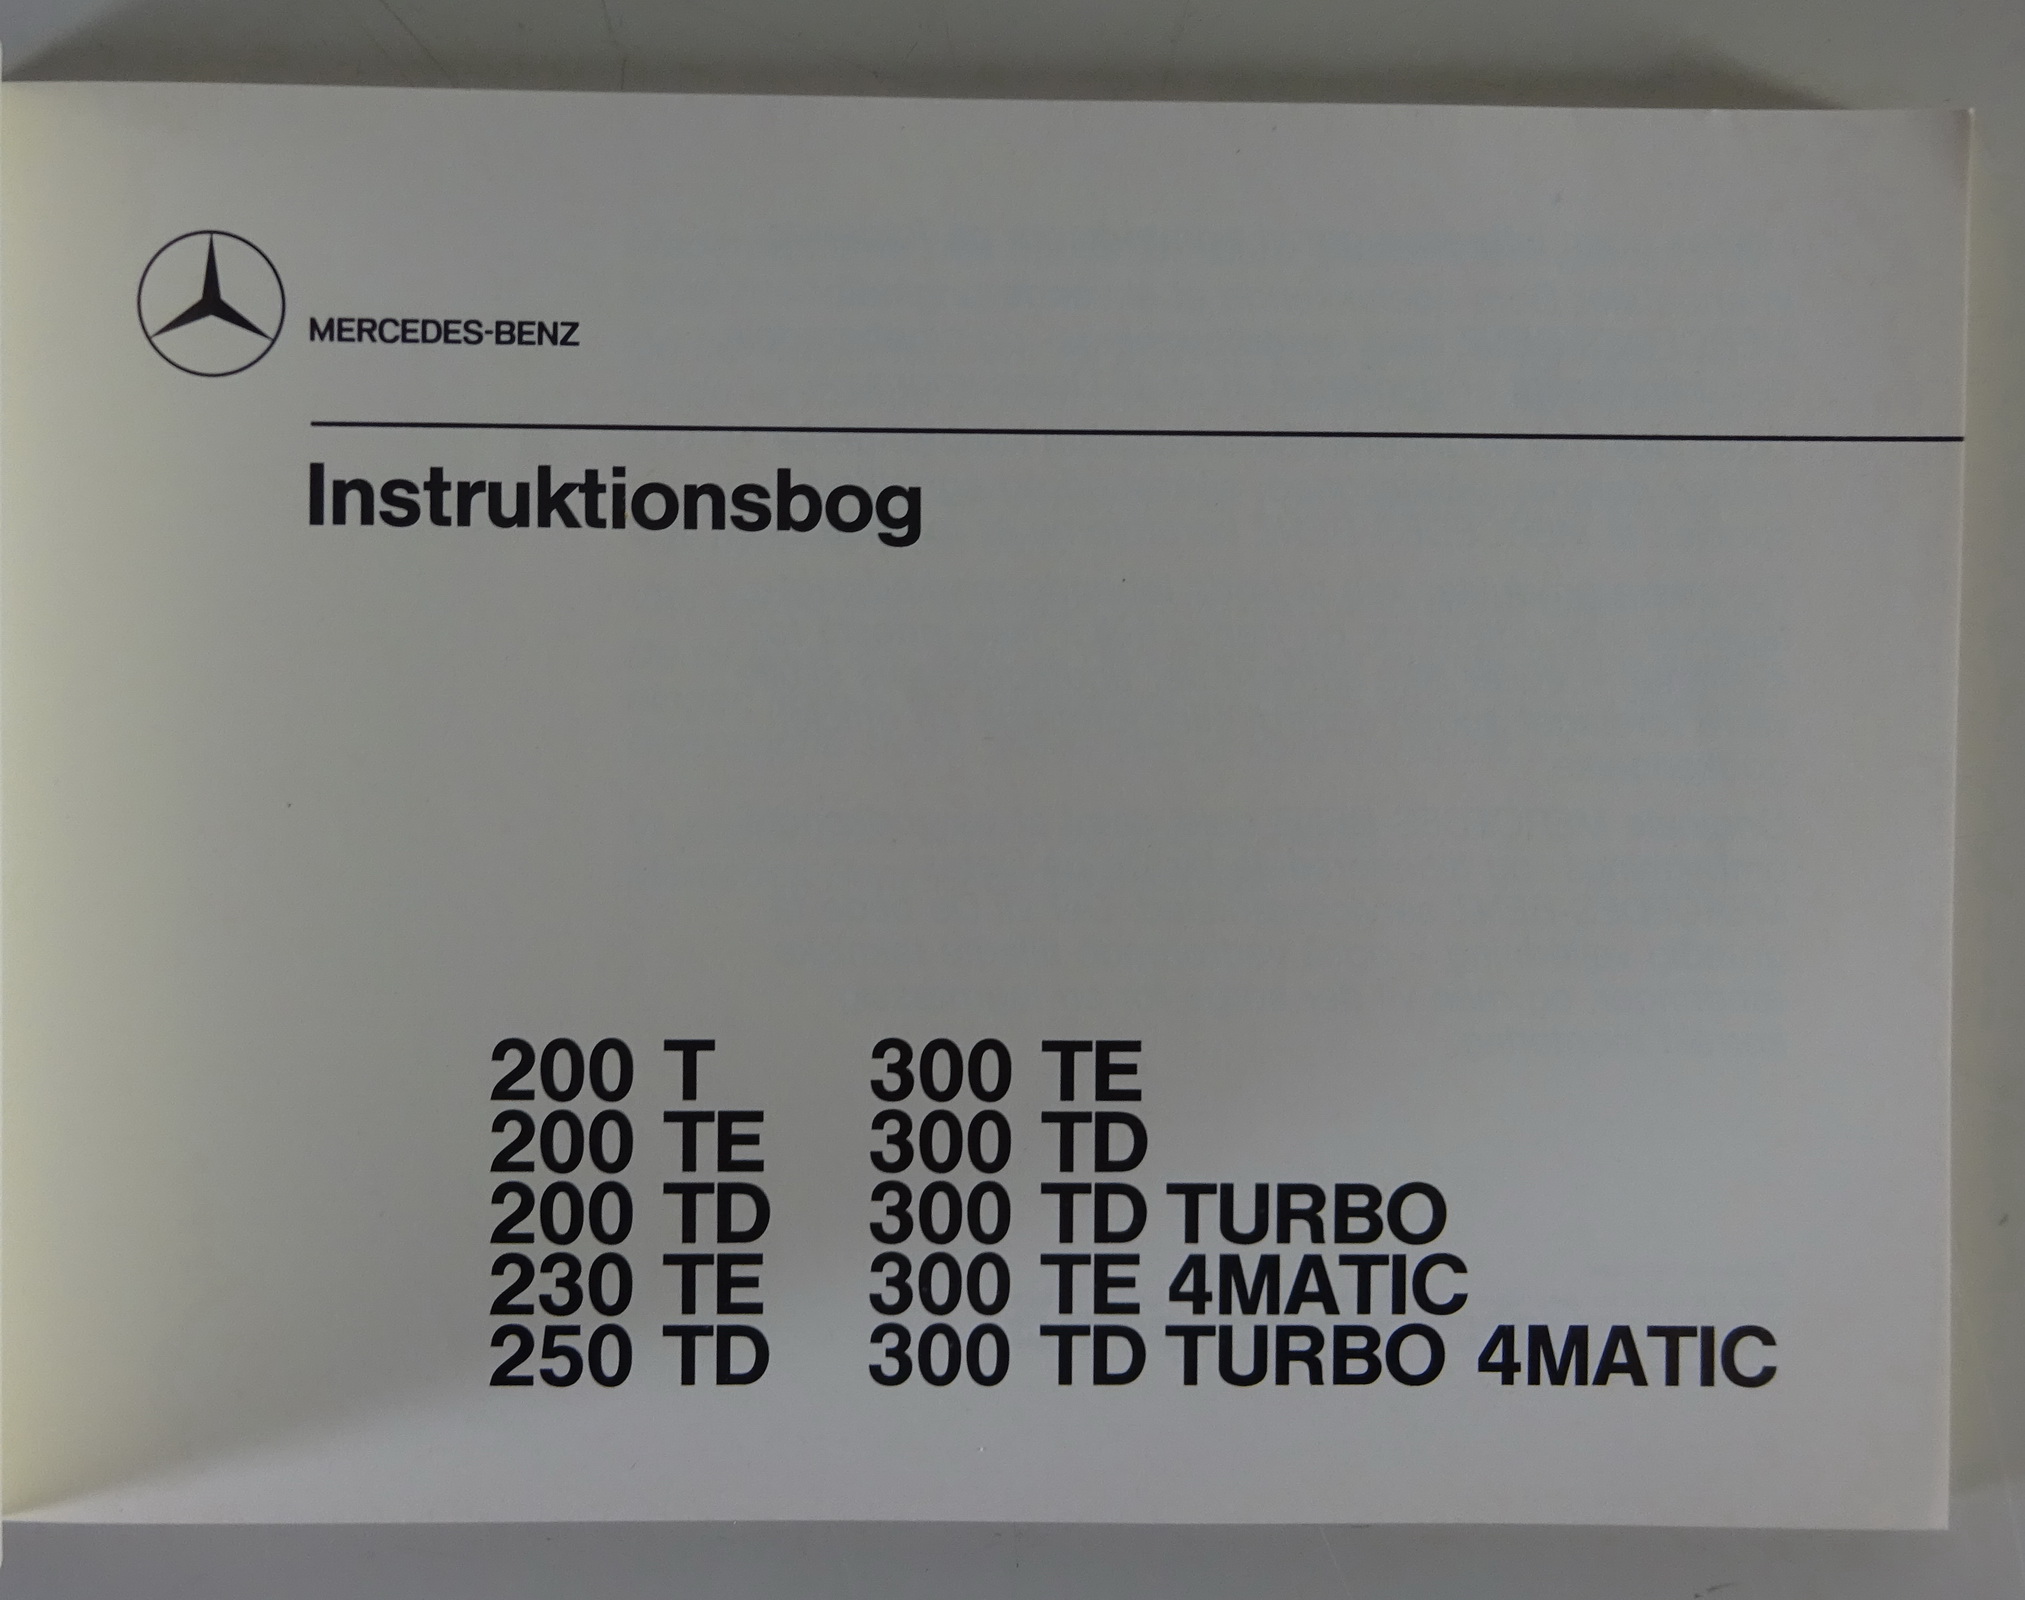 MERCEDES-BENZ
Instruktionsbog
200 T
200 TE
200 TD
230 TE
250 TD
300 TE
300 TD
300 TD TURBO
300 TE 4MATIC
300 TD TURBO 4MATIC